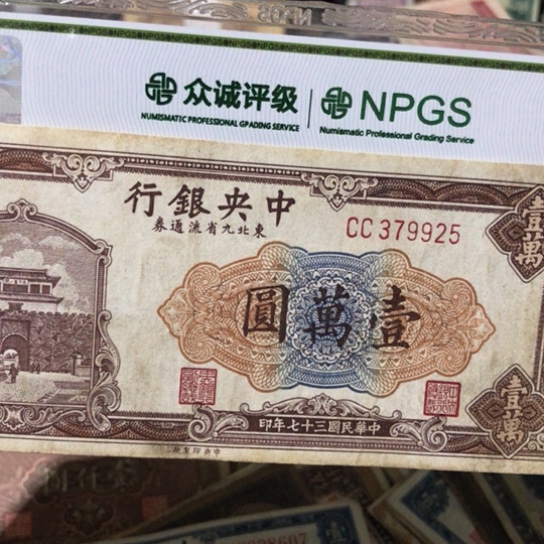 众诚评级
NUMISMATIC PROFESSIONAL GRADING SERVICE
NPGS
Numismatic Professional Grading Service
中央銀行
東北九省流通券
CC 379925
壹萬圓
壹萬
壹萬
中華民國三十七年印